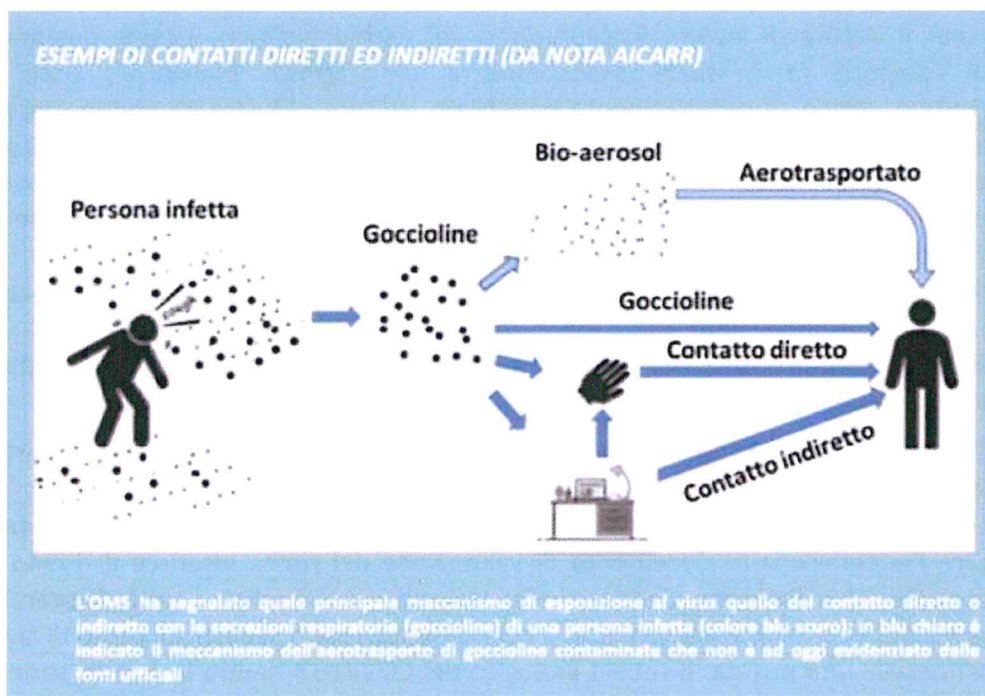 ESEMPI DI CONTATTI DIRETTI ED INDIRETTI (DA NOTA AICARR)
Bio-aerosol
Aerotrasportato
Persona infetta
Goccioline
Goccioline
Contatto diretto
Contatto indiretto
L'OMS ha segnalato quale principale meccanismo di esposizione al virus quello del contatto diretto o
indiretto con le secrezioni respiratorie (goccioline) di una persona infetta (colore blu scuro); in blu chiaro è
indicato il meccanismo dell'aerotrasporto di goccioline contaminate che non è ad oggi evidenziato dalle
fonti ufficiali